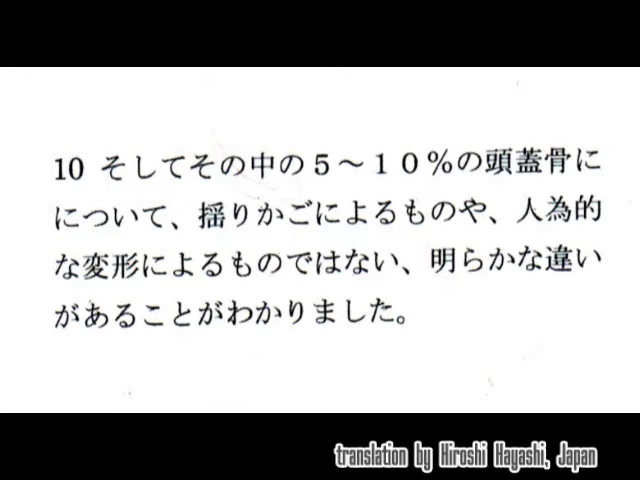 10 そしてその中の５～１０％の頭蓋骨に
について、揺りかごによるものや、人為的
な変形によるものではない、明らかな違い
があることがわかりました。
translation by Hiroshi Hayashi, Japan